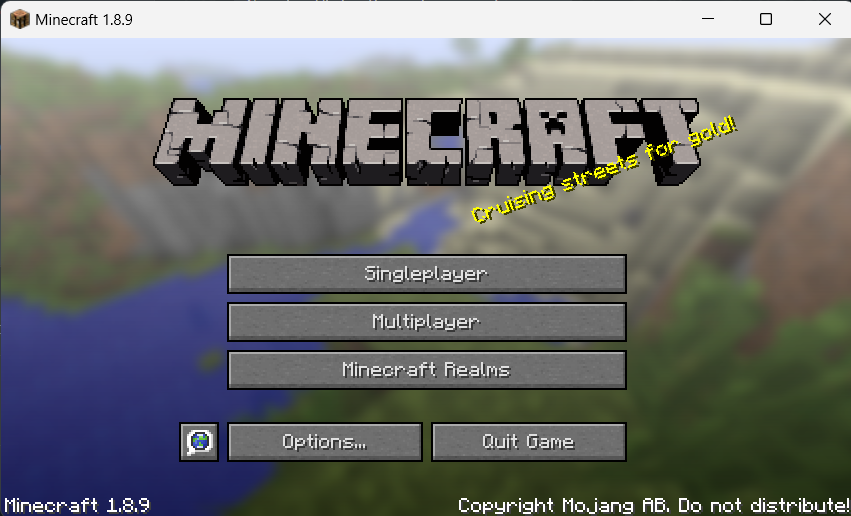 Minecraft 1.8.9
MINECRAFT
Cruising streets for gold!
Singleplayer
Multiplayer
Minecraft Realms
Options...
Quit Game
Minecraft 1.8.9
Copyright Mojang AB. Do not distribute!